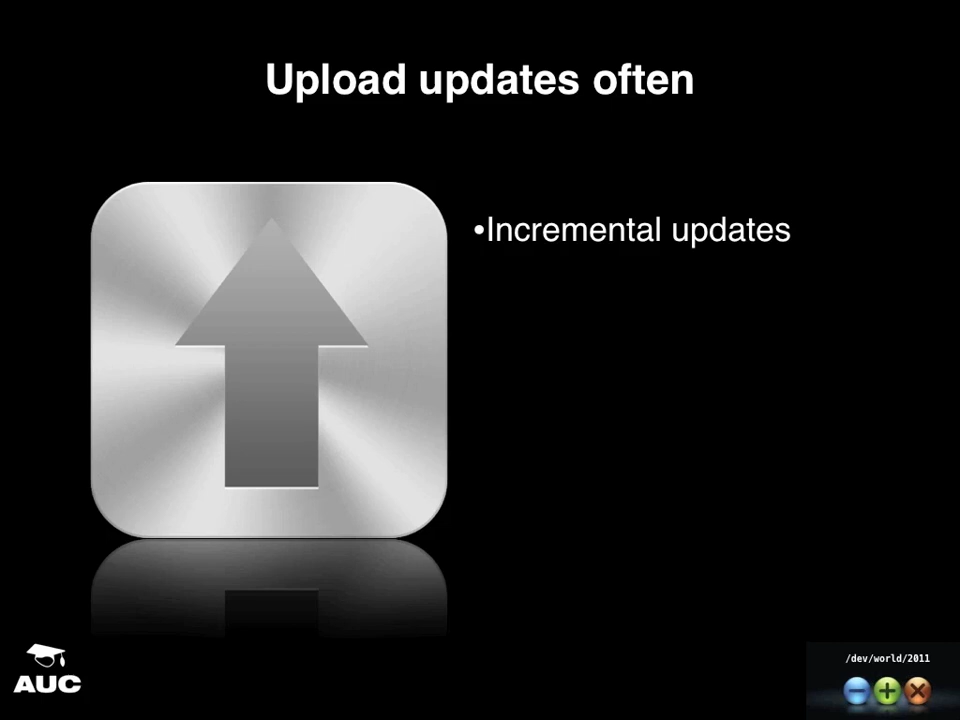 Upload updates often
•Incremental updates
AUC
/dev/world/2011